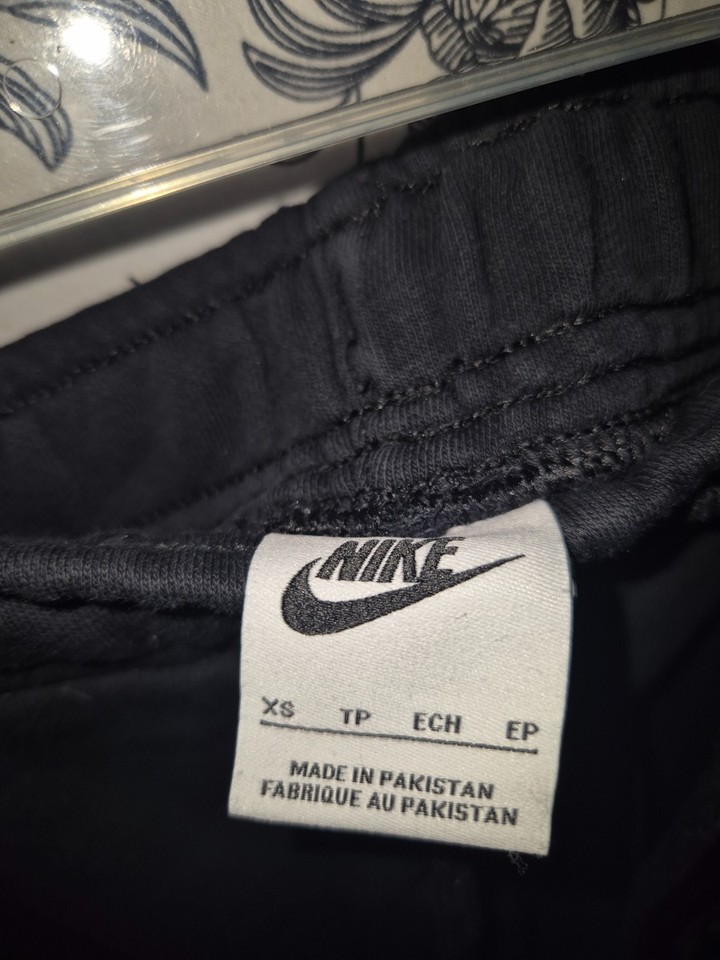 NIKE
XS TP ECH EP
MADE IN PAKISTAN
FABRIQUE AU PAKISTAN